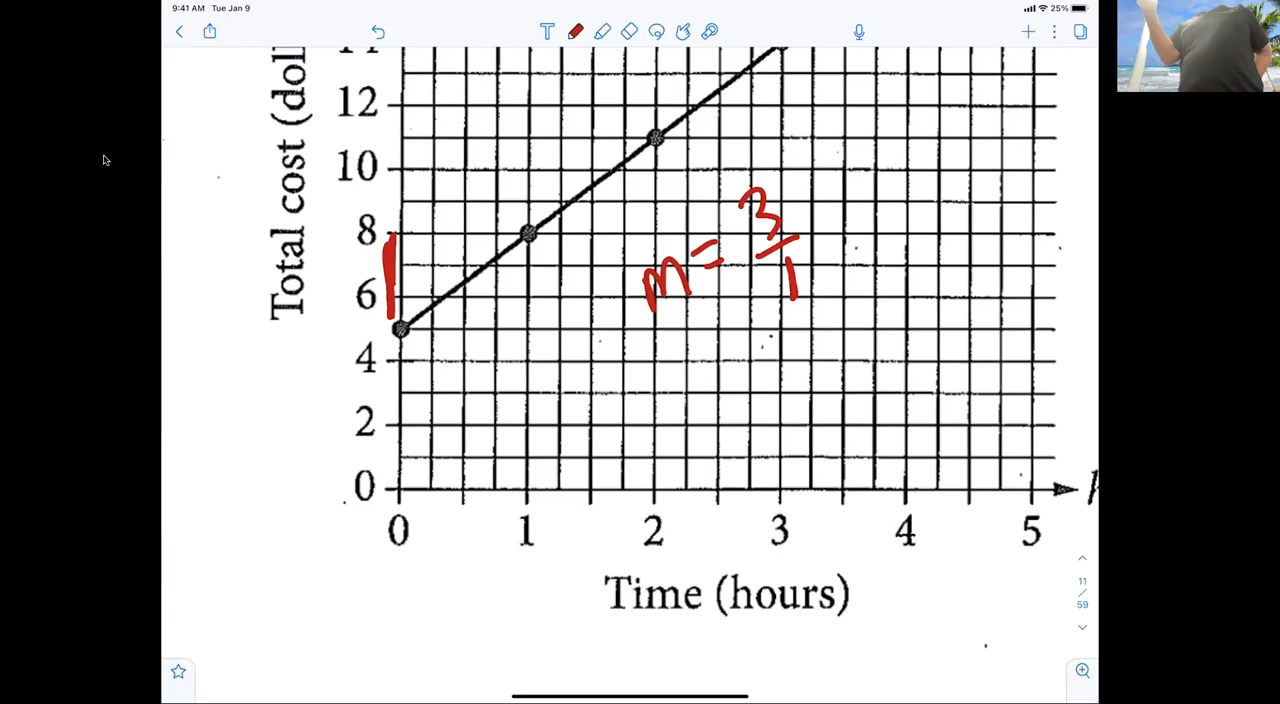 9:41 AM Tue Jan 9
25%
T
Total cost (dol
12
10
8
6
4
2
0
m = 3/1
0 1 2 3 4 5
Time (hours)
11
/
59